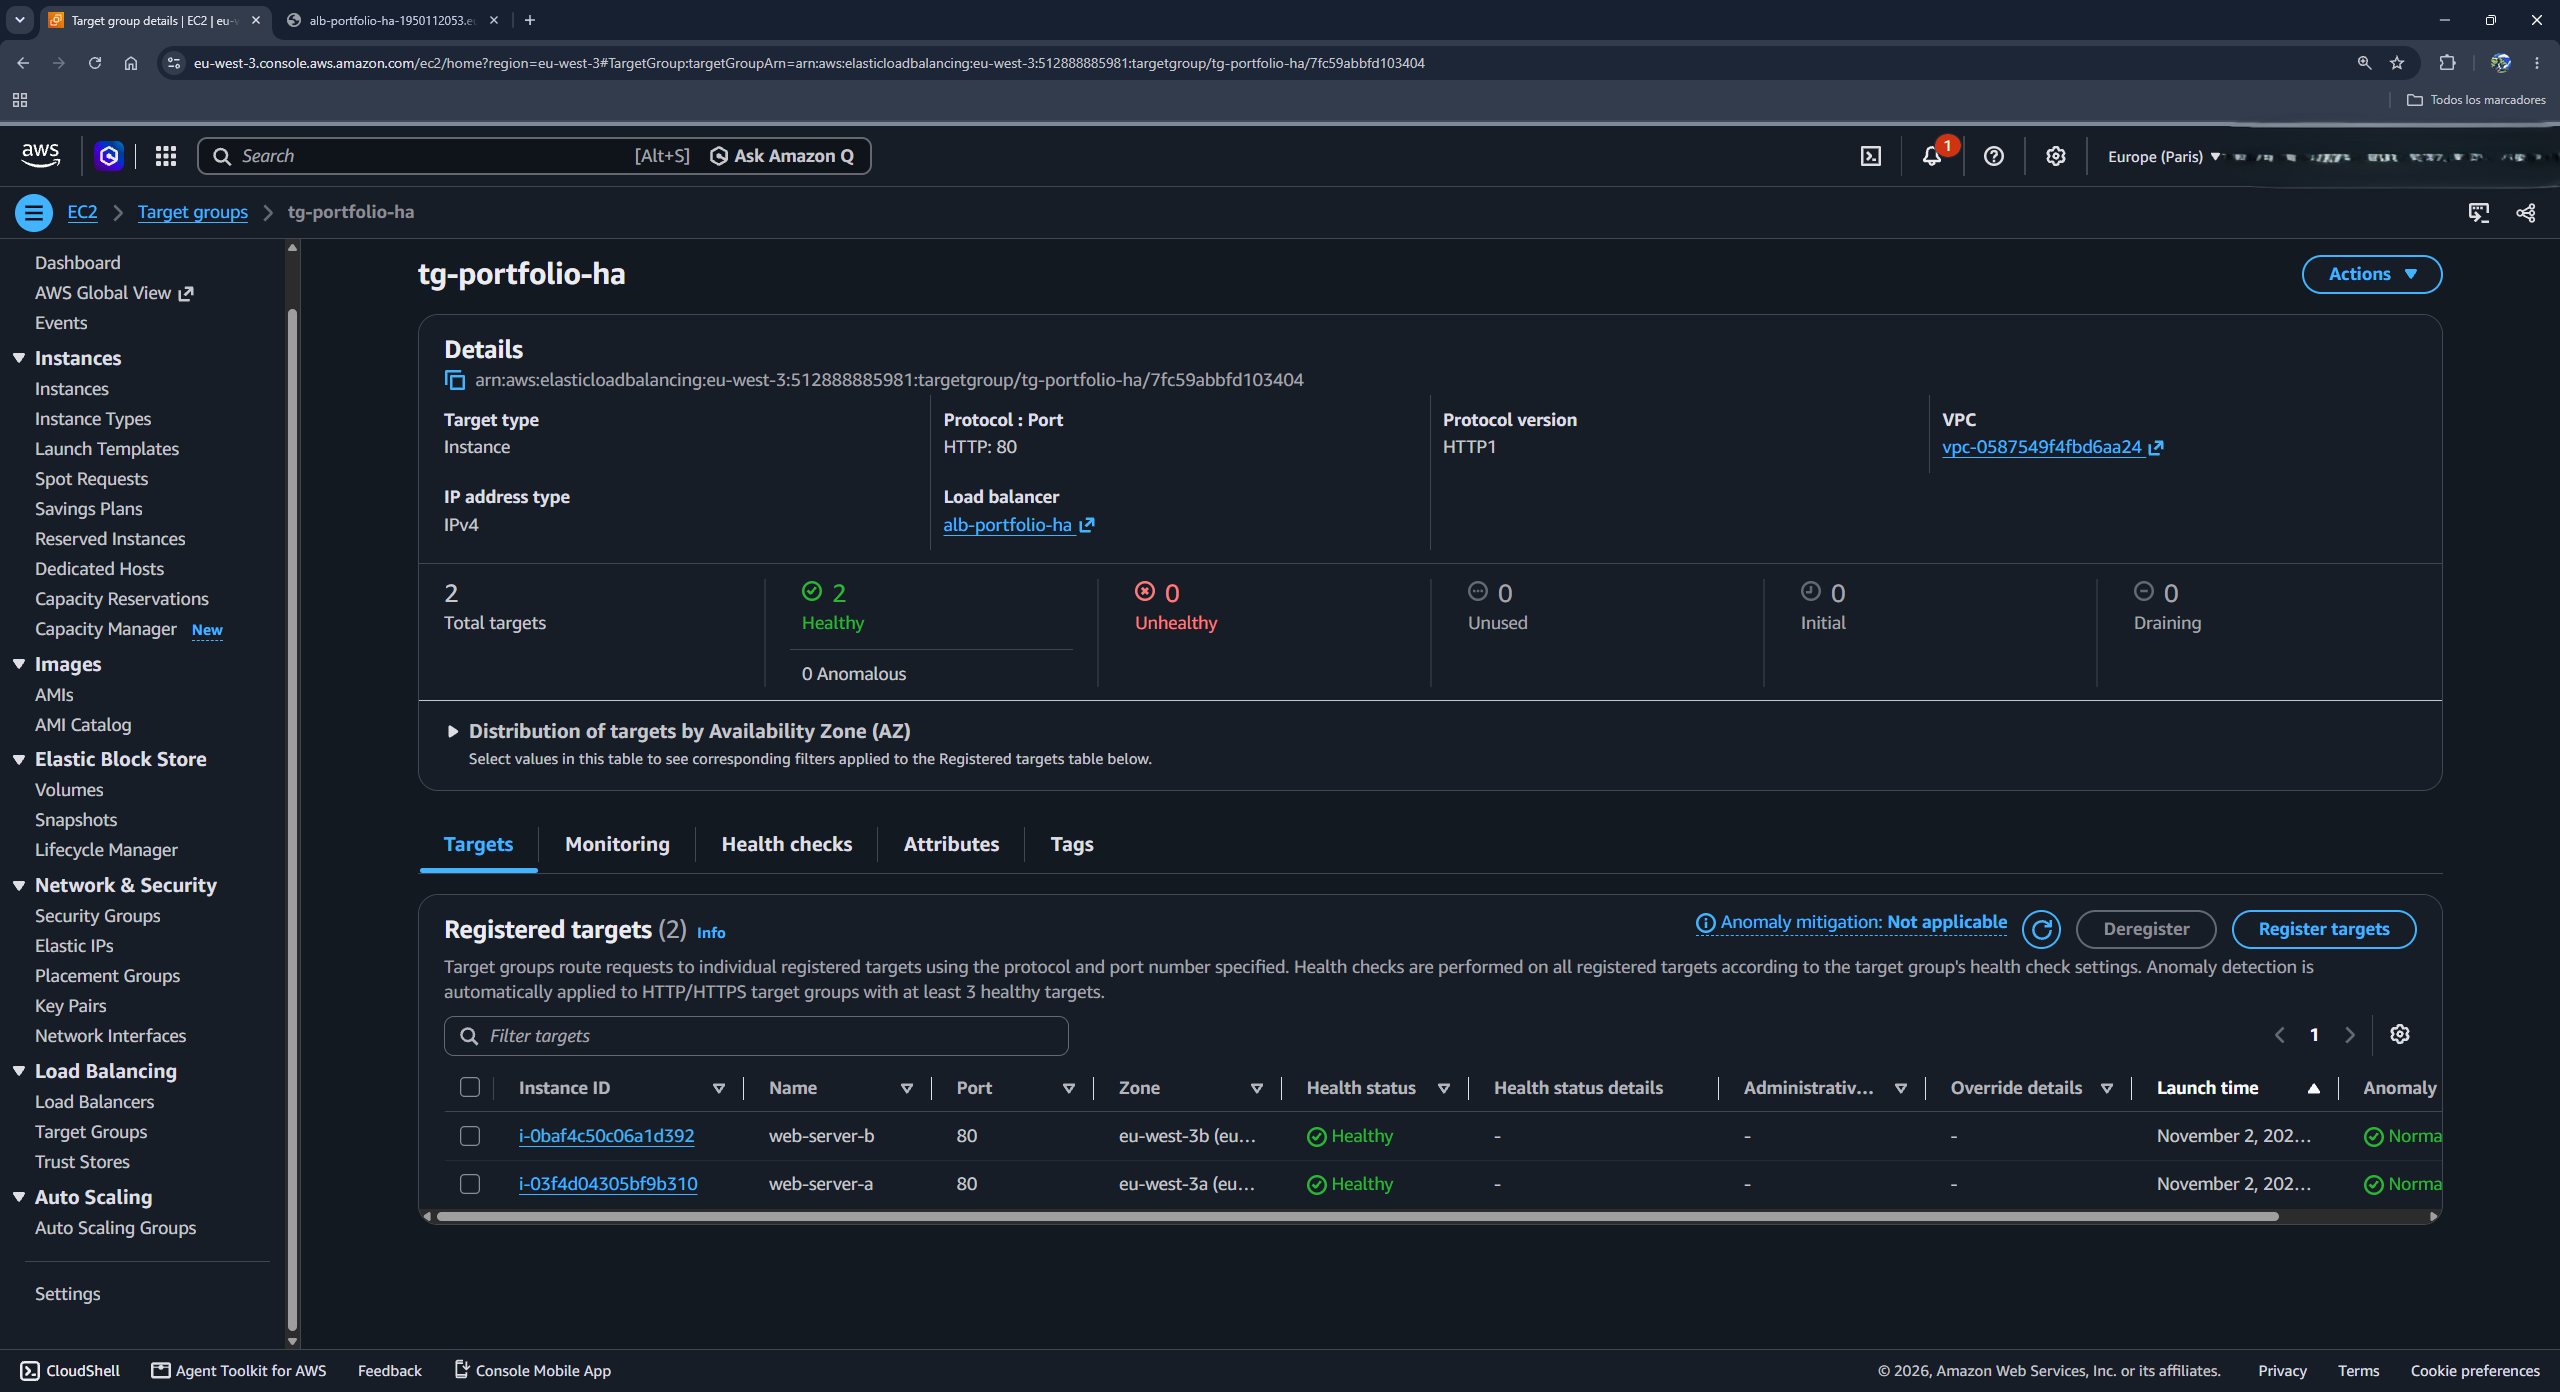 Target group details | EC2 | eu-w
alb-portfolio-ha-1950112053.eu
eu-west-3.console.aws.amazon.com/ec2/home?region=eu-west-3#TargetGroup:targetGroupArn=arn:aws:elasticloadbalancing:eu-west-3:512888885981:targetgroup/tg-portfolio-ha/7fc59abbfd103404
Todos los marcadores
aws
Search
[Alt+S]
Ask Amazon Q
1
Europe (Paris)
EC2
Target groups
tg-portfolio-ha
Dashboard
AWS Global View
Events
Instances
Instances
Instance Types
Launch Templates
Spot Requests
Savings Plans
Reserved Instances
Dedicated Hosts
Capacity Reservations
Capacity Manager New
Images
AMIs
AMI Catalog
Elastic Block Store
Volumes
Snapshots
Lifecycle Manager
Network & Security
Security Groups
Elastic IPs
Placement Groups
Key Pairs
Network Interfaces
Load Balancing
Load Balancers
Target Groups
Trust Stores
Auto Scaling
Auto Scaling Groups
Settings
tg-portfolio-ha
Actions
Details
arn:aws:elasticloadbalancing:eu-west-3:512888885981:targetgroup/tg-portfolio-ha/7fc59abbfd103404
Target type
Instance
Protocol : Port
HTTP: 80
Protocol version
HTTP1
VPC
vpc-0587549f4fbd6aa24
IP address type
IPv4
Load balancer
alb-portfolio-ha
2
Total targets
2
Healthy
0 Anomalous
0
Unhealthy
0
Unused
0
Initial
0
Draining
Distribution of targets by Availability Zone (AZ)
Select values in this table to see corresponding filters applied to the Registered targets table below.
Targets
Monitoring
Health checks
Attributes
Tags
Registered targets (2) Info
Anomaly mitigation: Not applicable
Deregister
Register targets
Target groups route requests to individual registered targets using the protocol and port number specified. Health checks are performed on all registered targets according to the target group's health check settings. Anomaly detection is
automatically applied to HTTP/HTTPS target groups with at least 3 healthy targets.
Filter targets
1
Instance ID Name Port Zone Health status Health status details Administrativ... Override details Launch time Anomaly
i-0baf4c50c06a1d392 web-server-b 80 eu-west-3b (eu... Healthy - - - November 2, 202... Norma
i-03f4d04305bf9b310 web-server-a 80 eu-west-3a (eu... Healthy - - - November 2, 202... Norma
CloudShell
Agent Toolkit for AWS
Feedback
Console Mobile App
© 2026, Amazon Web Services, Inc. or its affiliates.
Privacy
Terms
Cookie preferences